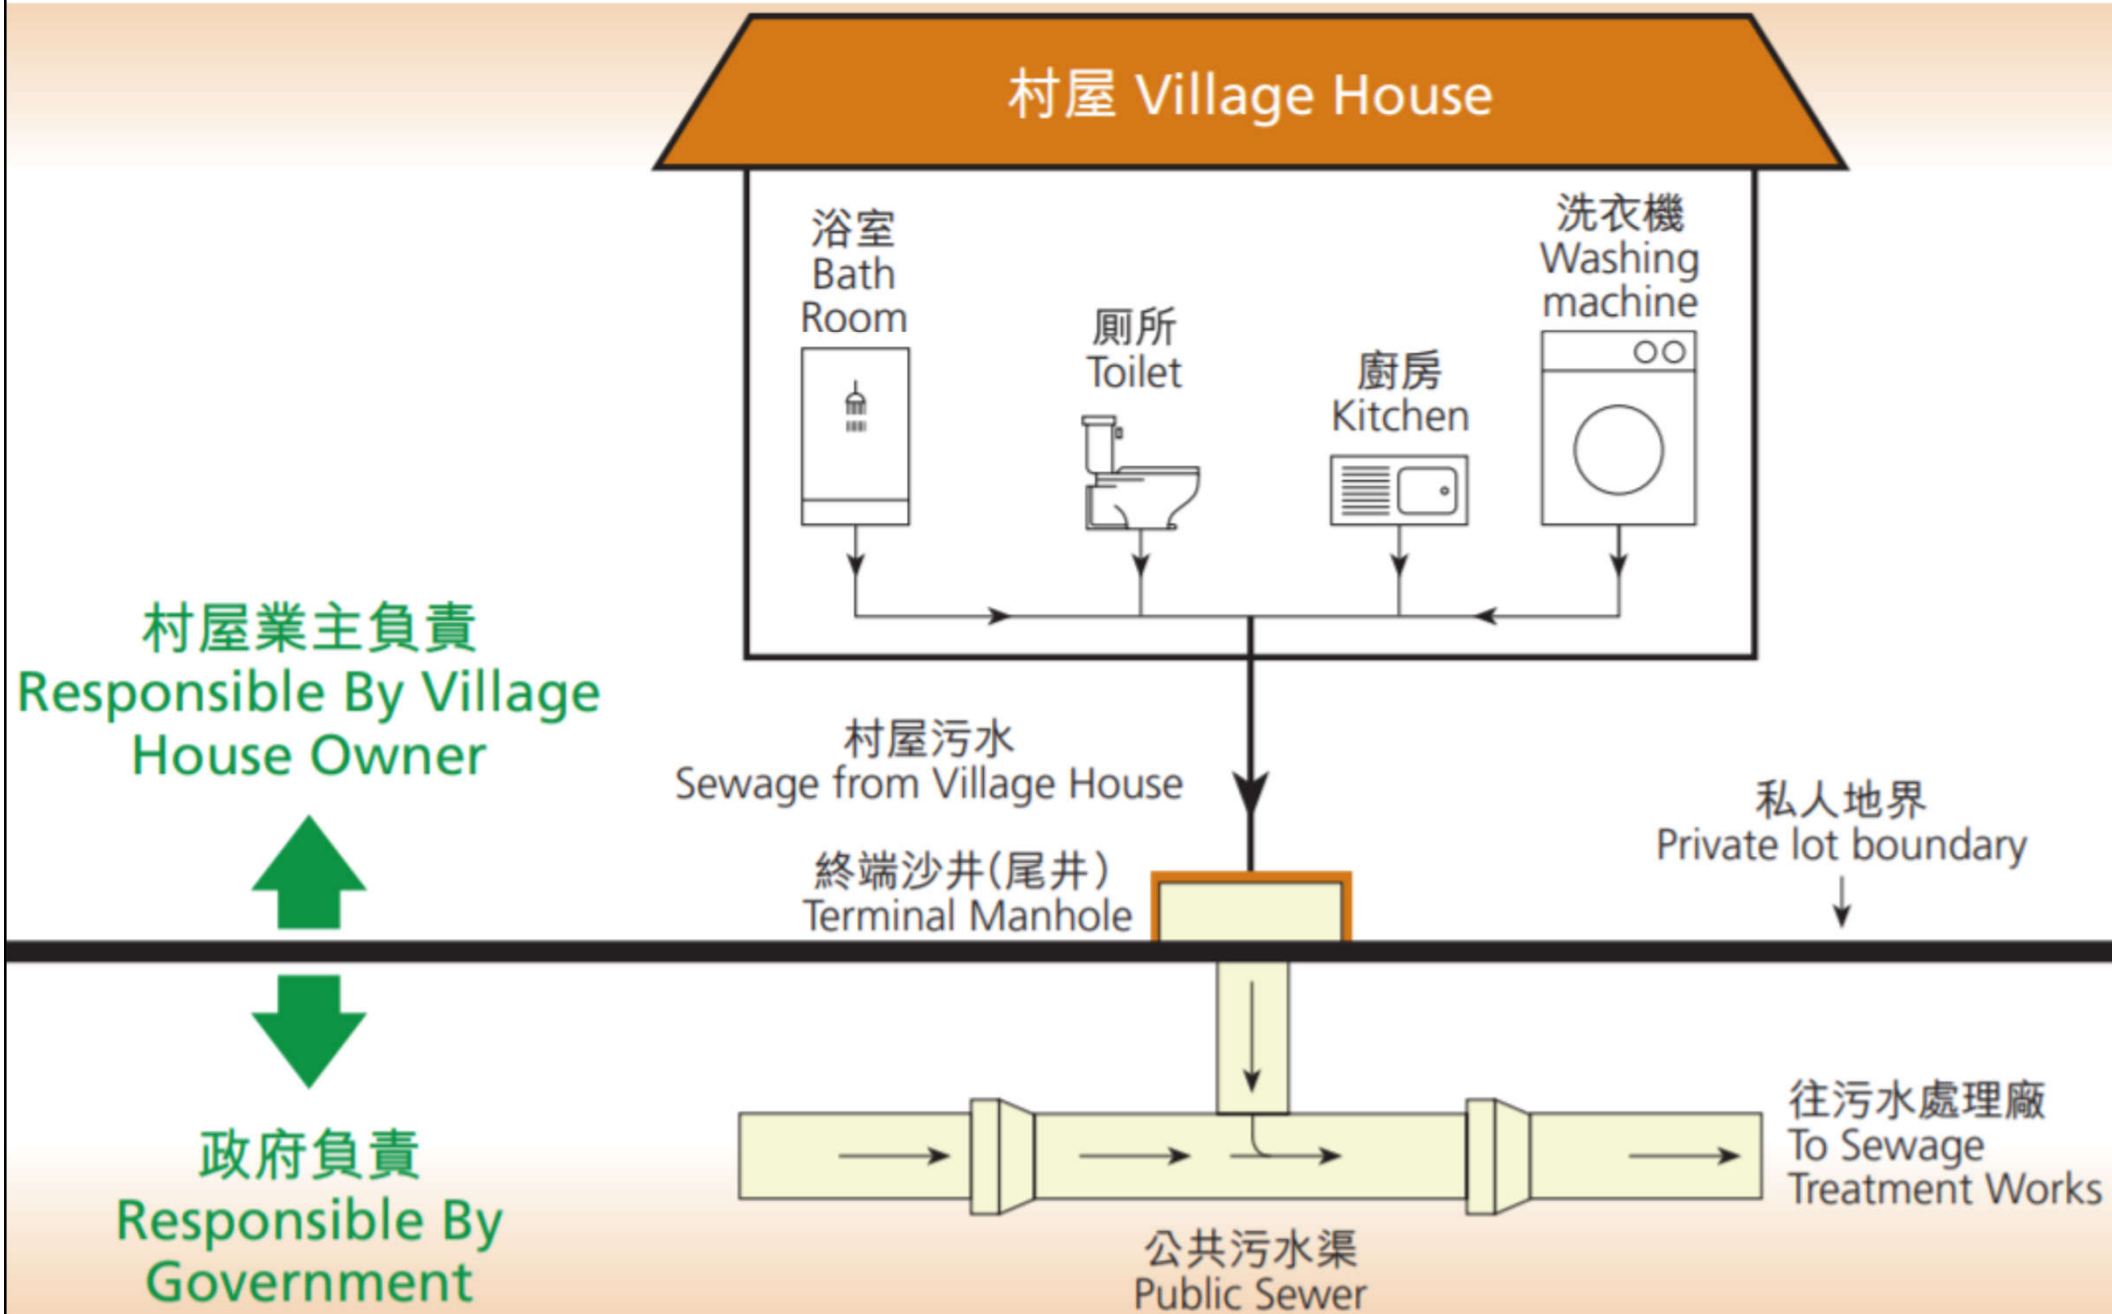 村屋 Village House
浴室
Bath
Room
厠所
Toilet
廚房
Kitchen
洗衣機
Washing
machine
村屋業主負責
Responsible By Village
House Owner
村屋污水
Sewage from Village House
終端沙井(尾井)
Terminal Manhole
私人地界
Private lot boundary
政府負責
Responsible By
Government
往污水處理廠
To Sewage
Treatment Works
公共污水渠
Public Sewer